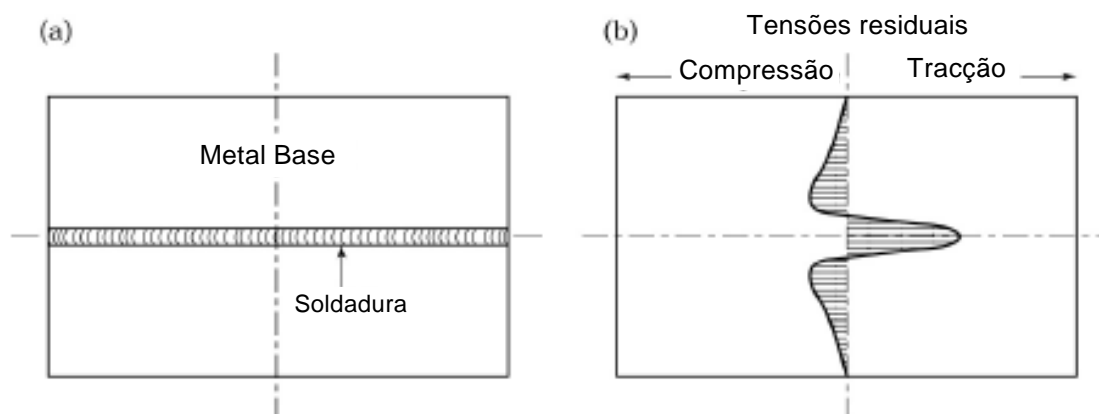 (a)
Metal Base
Soldadura
(b)
Tensões residuais
Compressão Tracção